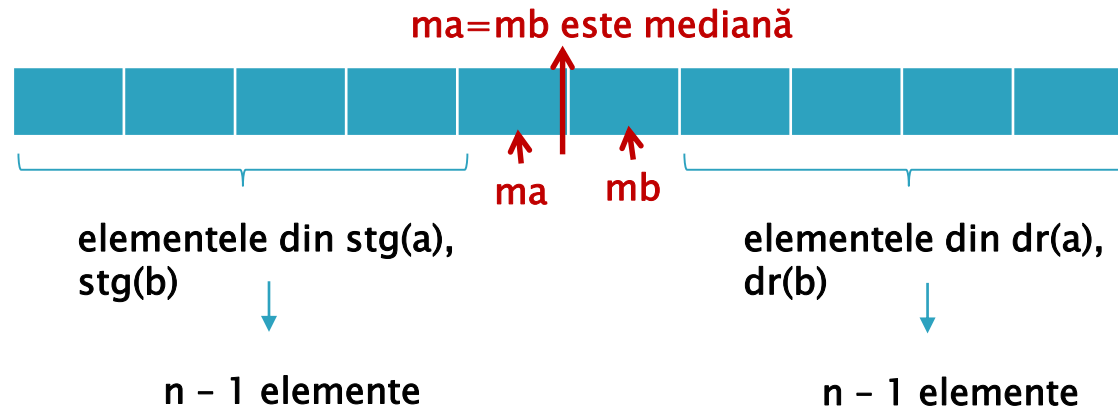 ma=mb este mediană
ma
mb
elementele din stg(a),
stg(b)
n – 1 elemente
elementele din dr(a),
dr(b)
n – 1 elemente